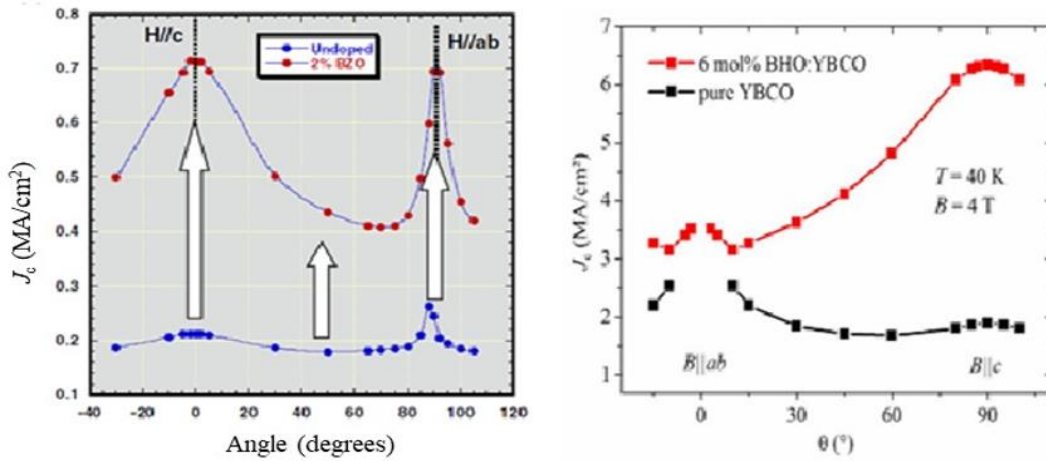 H//c
H//ab
Undoped
2% BZO
0.8
0.7
0.6
0.5
0.4
0.3
0.2
0.1
Jc (MA/cm²)
-40 -20 0 20 40 60 80 100 120
Angle (degrees)
7
6
5
4
3
2
1
Jc (MA/cm²)
6 mol% BHO:YBCO
pure YBCO
T = 40 K
B = 4 T
B||ab
B||c
0 30 60 90
θ (°)